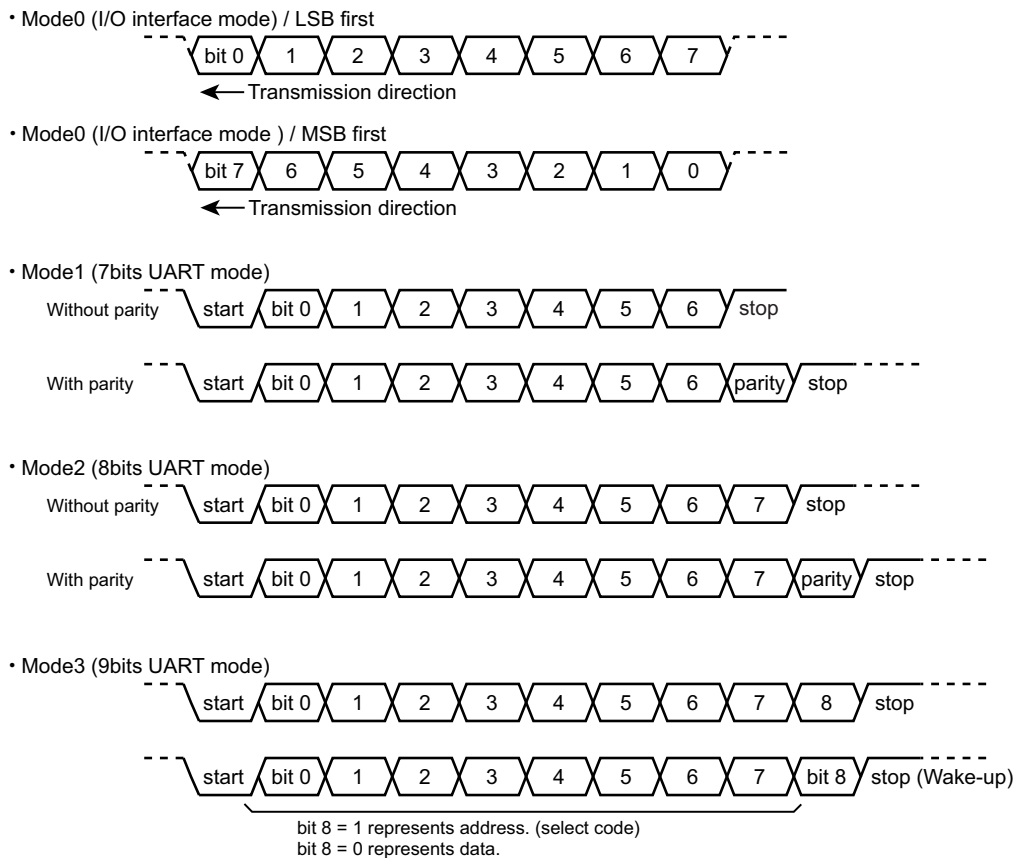 ・Mode0 (I/O interface mode) / LSB first
bit 0 1 2 3 4 5 6 7
Transmission direction
・Mode0 (I/O interface mode ) / MSB first
bit 7 6 5 4 3 2 1 0
Transmission direction
・Mode1 (7bits UART mode)
Without parity start bit 0 1 2 3 4 5 6 stop
With parity start bit 0 1 2 3 4 5 6 parity stop
・Mode2 (8bits UART mode)
Without parity start bit 0 1 2 3 4 5 6 7 stop
With parity start bit 0 1 2 3 4 5 6 7 parity stop
・Mode3 (9bits UART mode)
start bit 0 1 2 3 4 5 6 7 8 stop
start bit 0 1 2 3 4 5 6 7 bit 8 stop (Wake-up)
bit 8 = 1 represents address. (select code)
bit 8 = 0 represents data.